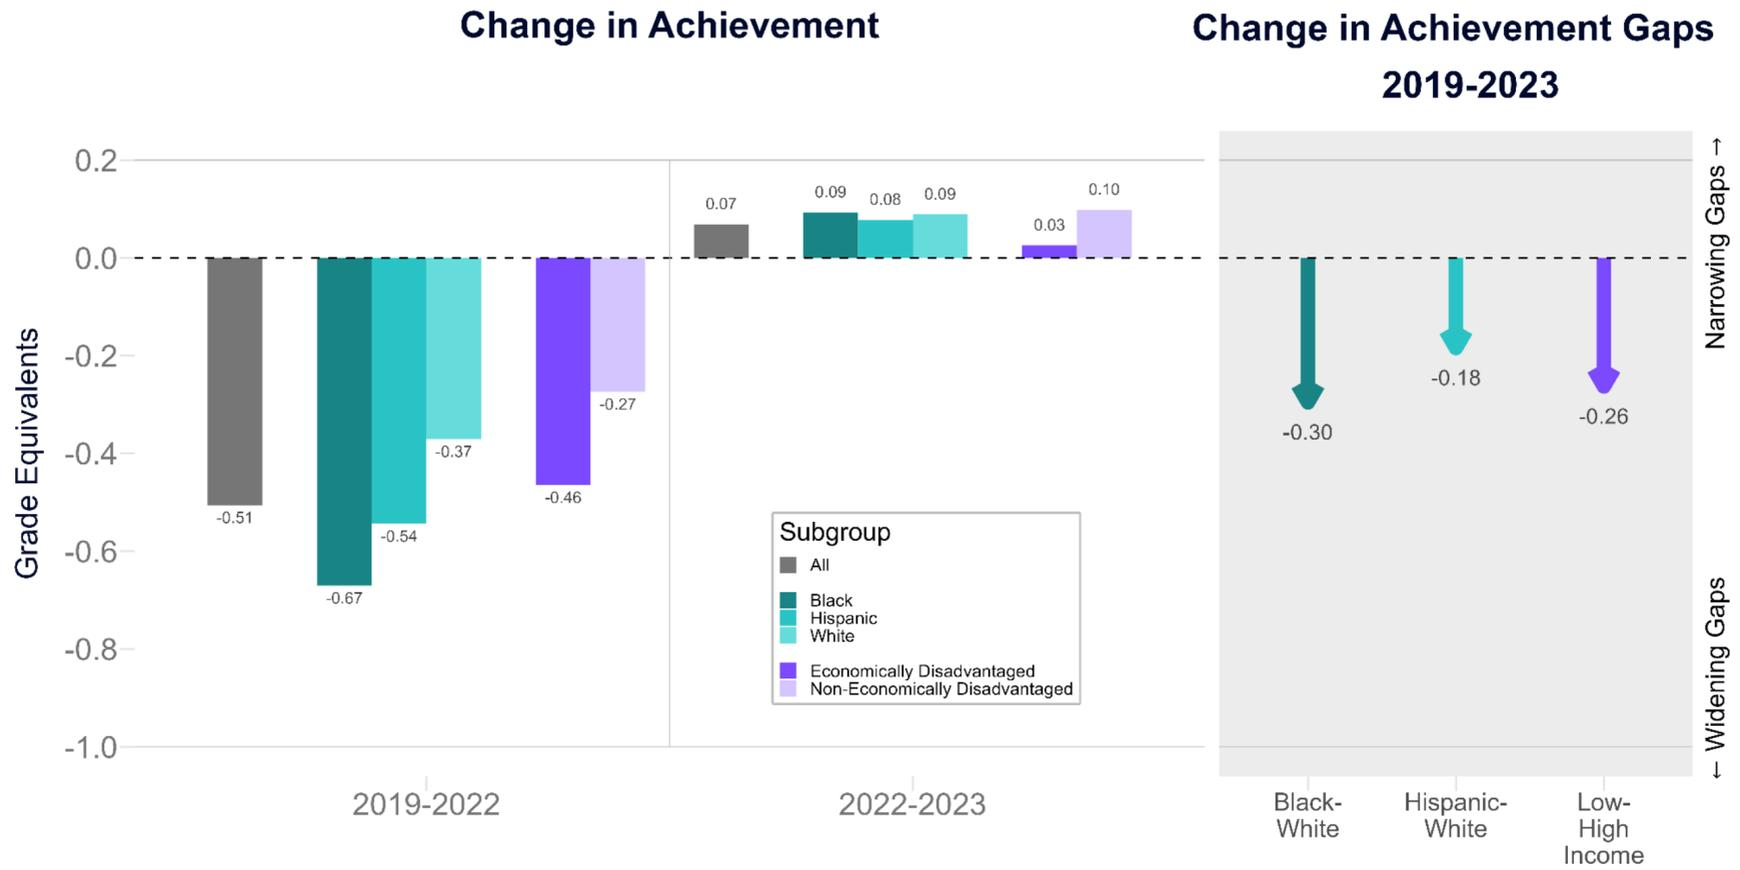 Change in Achievement
Change in Achievement Gaps
2019-2023
Grade Equivalents
0.2
0.0
-0.2
-0.4
-0.6
-0.8
-1.0
-0.51
-0.67
-0.54
-0.37
-0.46
-0.27
2019-2022
0.07
0.09
0.08
0.09
0.03
0.10
Subgroup
All
Black
Hispanic
White
Economically Disadvantaged
Non-Economically Disadvantaged
2022-2023
-0.30
-0.18
-0.26
Black-
White
Hispanic-
White
Low-
High
Income
Narrowing Gaps →
← Widening Gaps